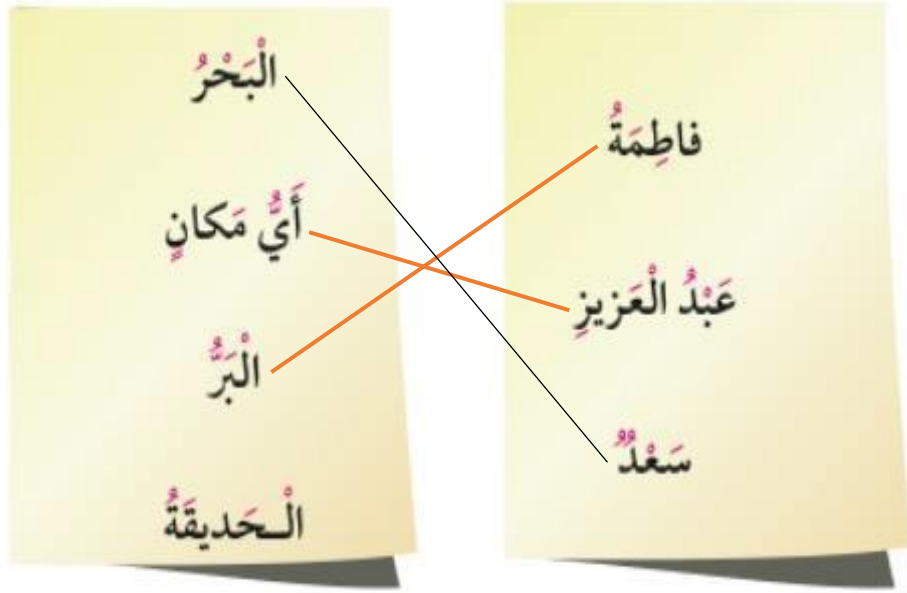 فاطِمَةُ
عَبْدُ الْعَزيزِ
سَعْدٌ
الْبَحْرُ
أَيُّ مَكانٍ
الْبَرُّ
الْـحَديقَةُ